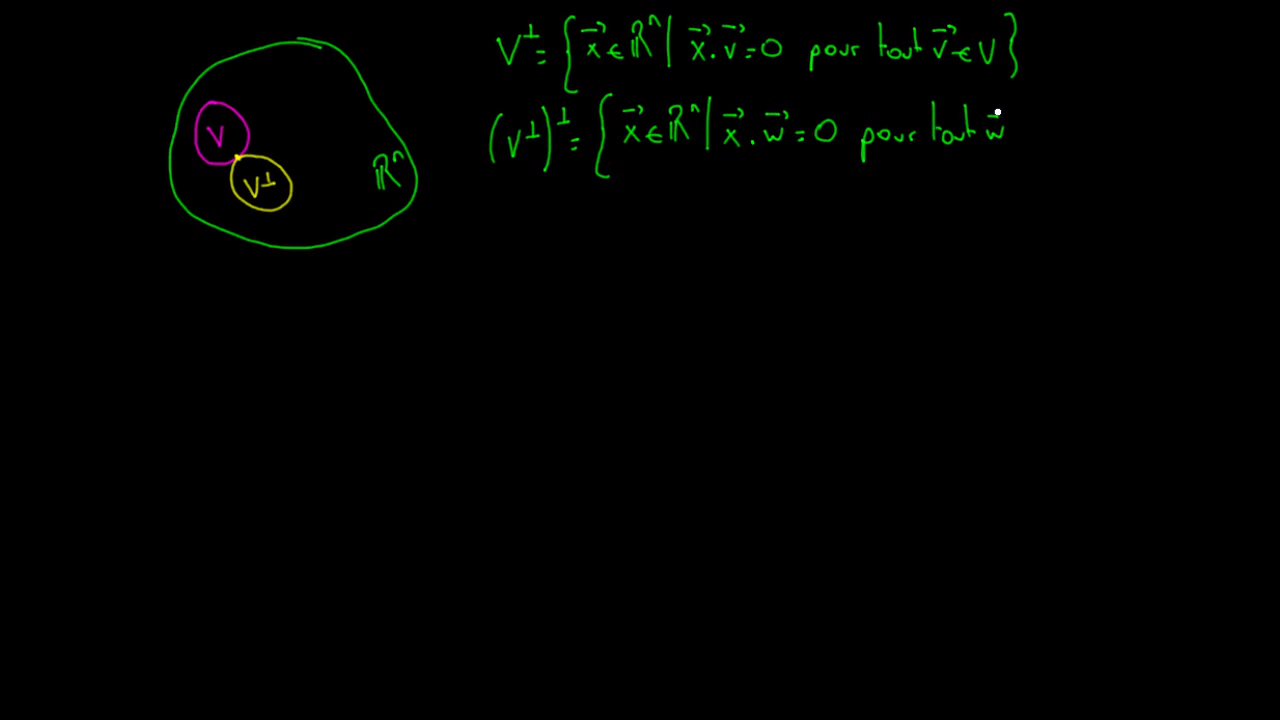 V⊥ = { x⃗ ∈ ℝⁿ | x⃗ . v⃗ = 0 pour tout v⃗ ∈ V }
(V⊥)⊥ = { x⃗ ∈ ℝⁿ | x⃗ . w⃗ = 0 pour tout w⃗
V
V⊥
ℝⁿ